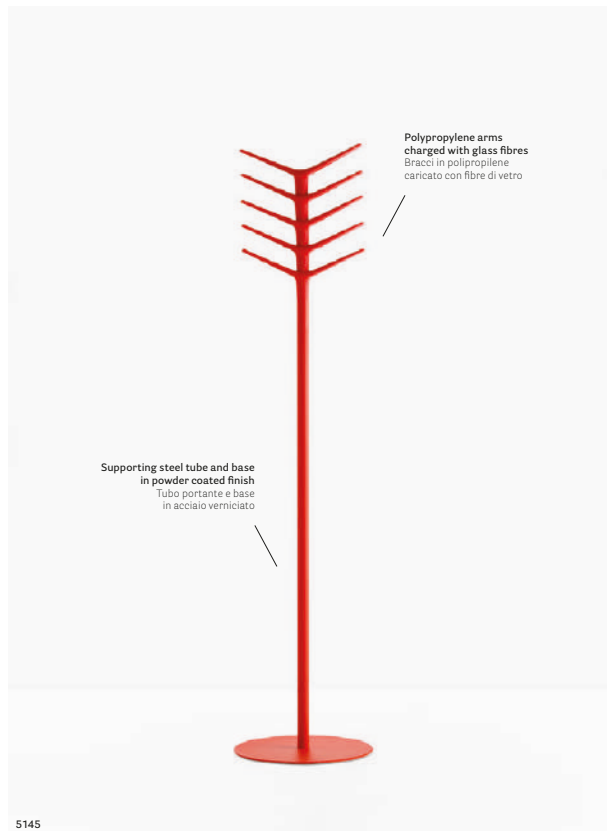 Polypropylene arms
charged with glass fibres
Bracci in polipropilene
caricato con fibre di vetro
Supporting steel tube and base
in powder coated finish
Tubo portante e base
in acciaio verniciato
5145